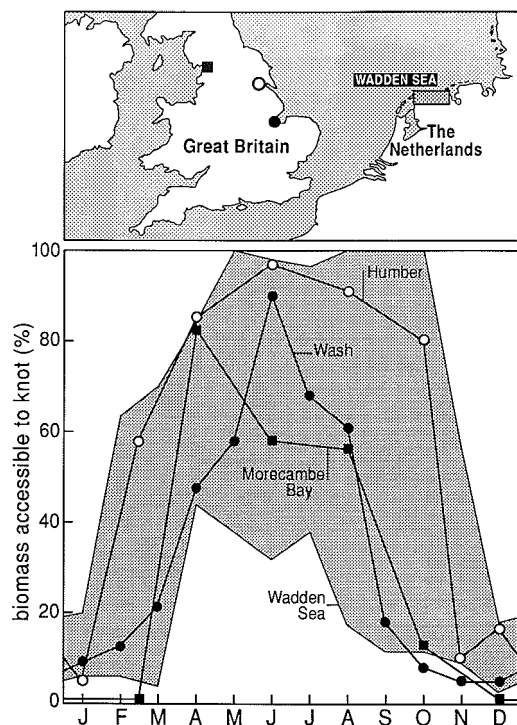 WADDEN SEA
Great Britain
The
Netherlands
biomass accessible to knot (%)
100
80
60
40
20
0
Humber
Wash
Morecambe
Bay
Wadden
Sea
J F M A M J J A S O N D